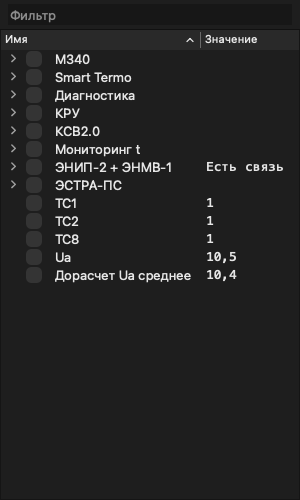 Фильтр
Имя Значение
M340
Smart Termo
Диагностика
КРУ
КСВ2.0
Мониторинг t
ЭНИП-2 + ЭНМВ-1 Есть связь
ЭСТРА-ПС
ТС1 1
ТС2 1
ТС8 1
Ua 10,5
Дорасчет Ua среднее 10,4